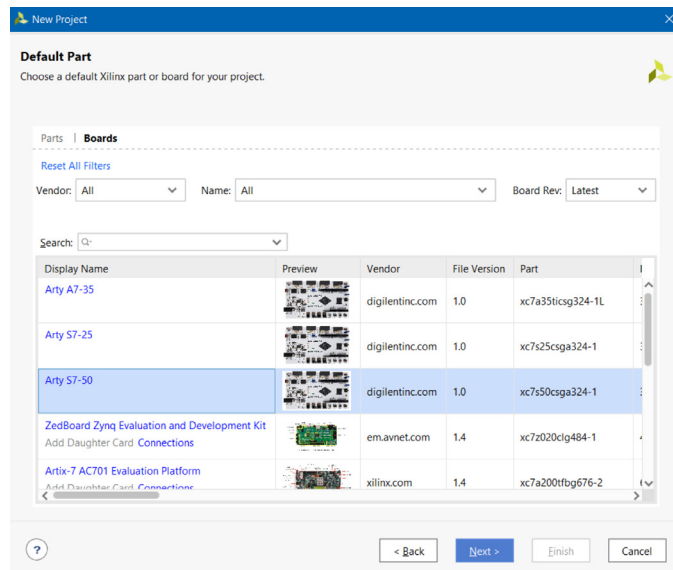 New Project
Default Part
Choose a default Xilinx part or board for your project.
Parts | Boards
Reset All Filters
Vendor: All Name: All Board Rev: Latest
Search:
Display Name Preview Vendor File Version Part
Arty A7-35 digilentinc.com 1.0 xc7a35ticsg324-1L
Arty S7-25 digilentinc.com 1.0 xc7s25csga324-1
Arty S7-50 digilentinc.com 1.0 xc7s50csga324-1
ZedBoard Zynq Evaluation and Development Kit
Add Daughter Card Connections em.avnet.com 1.4 xc7z020clg484-1
Artix-7 AC701 Evaluation Platform
Add Daughter Card Connections xilinx.com 1.4 xc7a200tfbg676-2
? < Back Next > Finish Cancel